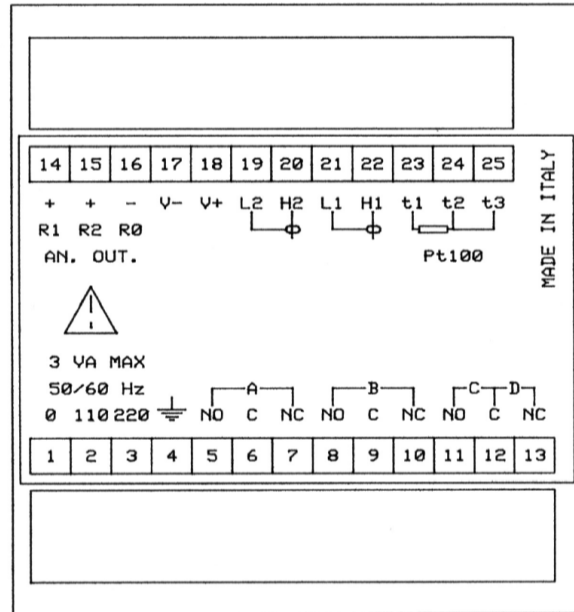 14 15 16 17 18 19 20 21 22 23 24 25
+ + - V- V+ L2 H2 L1 H1 t1 t2 t3
R1 R2 R0
AN. OUT.
Pt100
MADE IN ITALY
3 VA MAX
50/60 Hz
A B C D
0 110 220 NO C NC NO C NC NO C NC
1 2 3 4 5 6 7 8 9 10 11 12 13